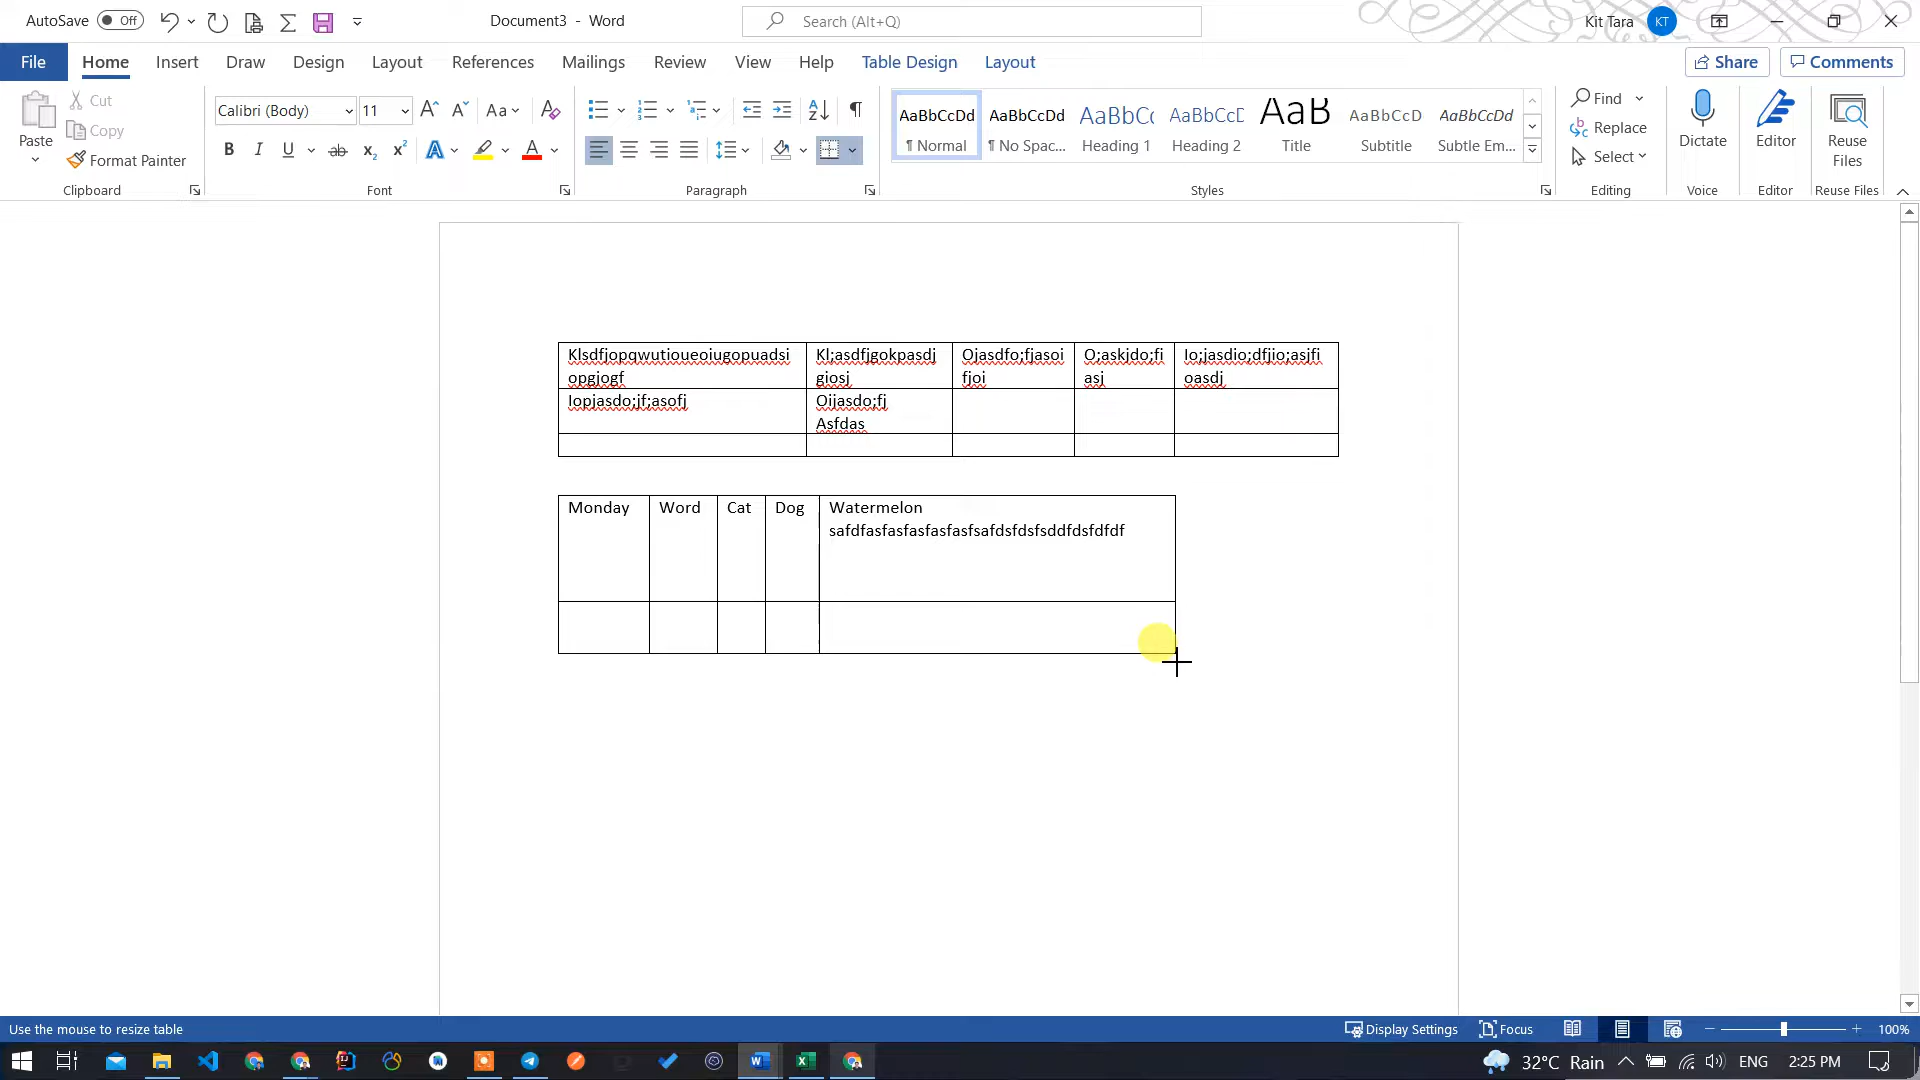 AutoSave Off Document3 - Word Search (Alt+Q) Kit Tara KT
File Home Insert Draw Design Layout References Mailings Review View Help Table Design Layout Share Comments
Paste
Cut
Copy
Format Painter
Clipboard
Calibri (Body) 11 Aa
B I U ab x₂ x² A A
Font
Paragraph
AaBbCcDd AaBbCcDd AaBbCc AaBbCcD AaB AaBbCcD AaBbCcDd
¶ Normal ¶ No Spac... Heading 1 Heading 2 Title Subtitle Subtle Em...
Styles
Find
Replace
Select
Editing
Dictate
Voice
Editor
Editor
Reuse
Files
Reuse Files
Klsdfjopqwutioueoiugopuadsi Kl;asdfjgokpasdj Ojasdfo;fjasoi O;askjdo;fi Io;jasdio;dfjio;asjfi
opgjogf giosj fjoi asj oasdj
Iopjasdo;jf;asofj Oijasdo;fj
Asfdas
Monday Word Cat Dog Watermelon
safdfasfasfasfasfasfsafdsfdsfsddfdsfdfdf
Use the mouse to resize table Display Settings Focus 100%
32°C Rain ENG 2:25 PM